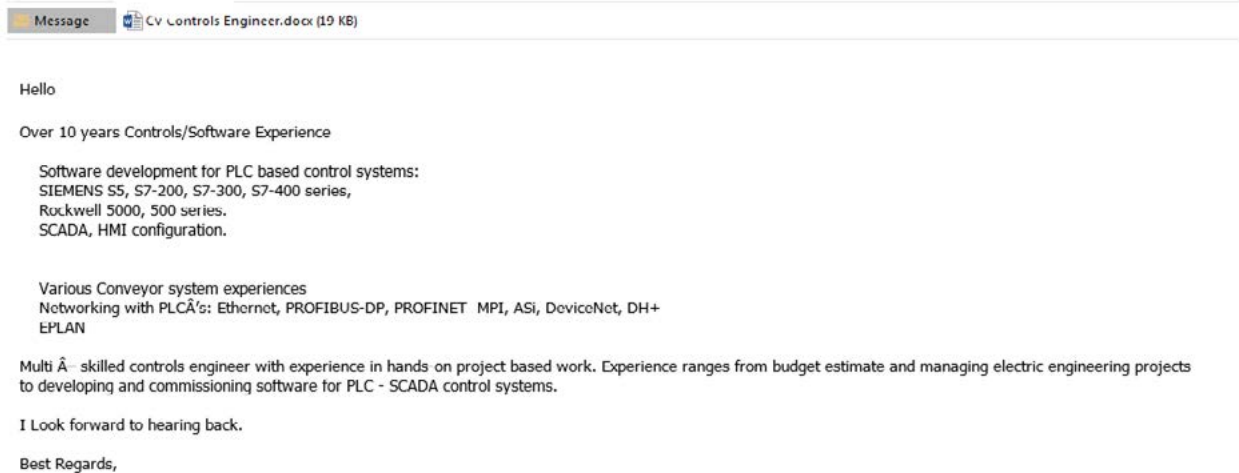 Message CV Controls Engineer.docx (19 KB)
Hello
Over 10 years Controls/Software Experience
Software development for PLC based control systems:
SIEMENS S5, S7-200, S7-300, S7-400 series,
Rockwell 5000, 500 series.
SCADA, HMI configuration.
Various Conveyor system experiences
Networking with PLCÂ's: Ethernet, PROFIBUS-DP, PROFINET MPI, ASi, DeviceNet, DH+
EPLAN
Multi Â– skilled controls engineer with experience in hands-on project based work. Experience ranges from budget estimate and managing electric engineering projects
to developing and commissioning software for PLC - SCADA control systems.
I Look forward to hearing back.
Best Regards,